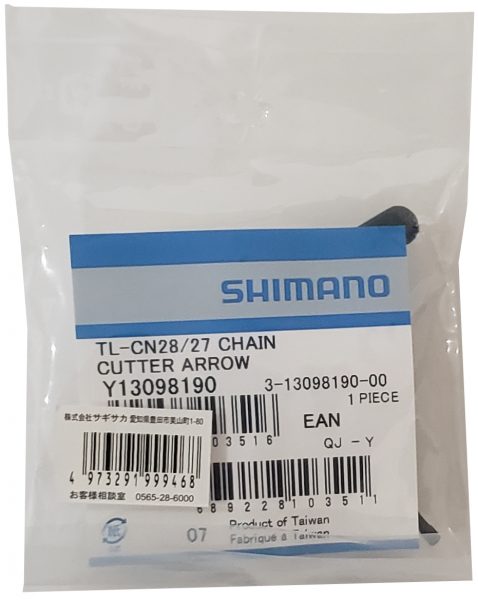 SHIMANO
TL-CN28/27 CHAIN
CUTTER ARROW
Y13098190 3-13098190-00
1 PIECE
03516 EAN
QJ -Y
株式会社サギサカ 愛知県豊田市美山町1-80
4 973291 999468
お客様相談室 0565-28-6000
689228103511
07 Product of Taiwan
Fabriqué à Taiwan